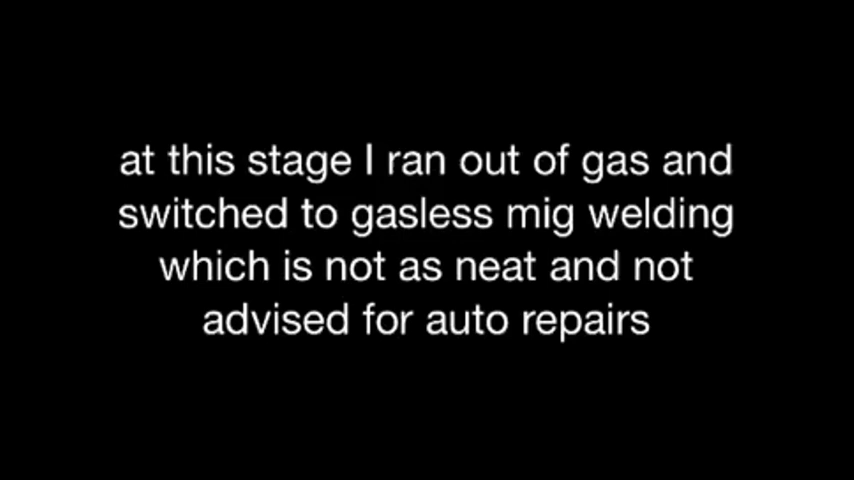 at this stage I ran out of gas and
switched to gasless mig welding
which is not as neat and not
advised for auto repairs